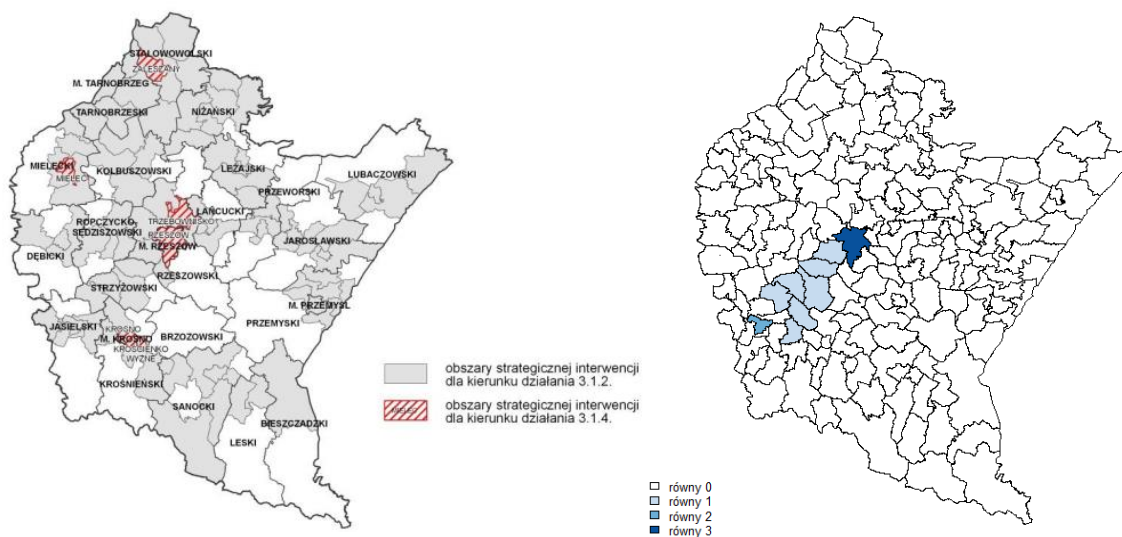 STALOWOWOLSKI
ZALESZANY
M. TARNOBRZEG
TARNOBRZESKI
NIŻAŃSKI
MIELECKI
MIELEC
KOLBUSZOWSKI
LEŻAJSKI
LUBACZOWSKI
PRZEWORSKI
ROPCZYCKO-
SĘDZISZOWSKI
TRZEBOWNISKO
ŁAŃCUCKI
RZESZÓW
M. RZESZÓW
JAROSŁAWSKI
DĘBICKI
RZESZOWSKI
STRZYŻOWSKI
M. PRZEMYŚL
JASIELSKI
KROSNO
M. KROSNO
KROŚCIENKO
WYŻNE
BRZOZOWSKI
PRZEMYSKI
KROŚNIEŃSKI
SANOCKI
LESKI
BIESZCZADZKI
obszary strategicznej interwencji
dla kierunku działania 3.1.2.
MIELEC
obszary strategicznej interwencji
dla kierunku działania 3.1.4.
równy 0
równy 1
równy 2
równy 3